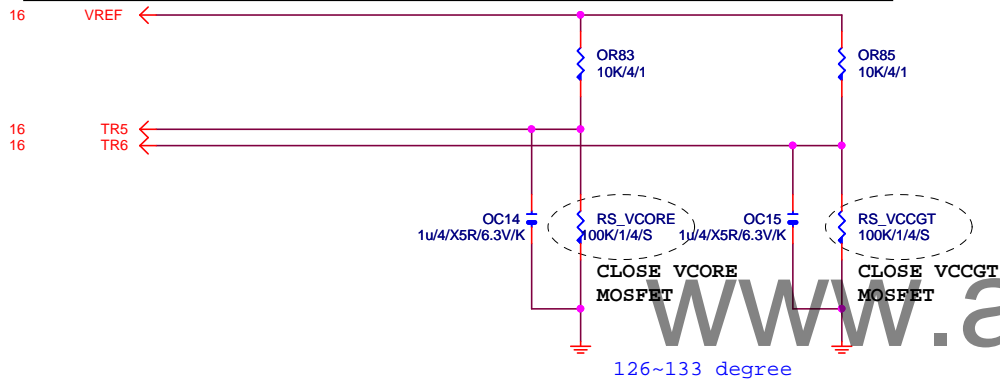 16 VREF
OR83
10K/4/1
OR85
10K/4/1
16 TR5
16 TR6
OC14
1u/4/X5R/6.3V/K
RS_VCORE
100K/1/4/S
OC15
1u/4/X5R/6.3V/K
RS_VCCGT
100K/1/4/S
CLOSE VCORE
MOSFET
CLOSE VCCGT
MOSFET
www.a
126~133 degree